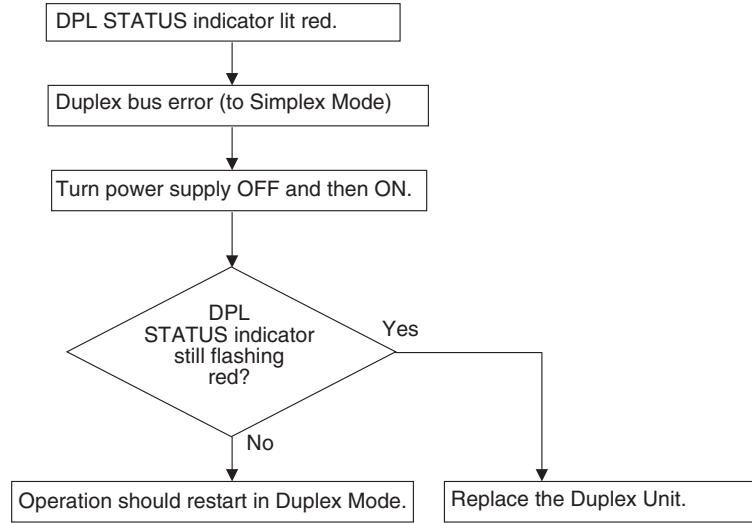 DPL STATUS indicator lit red.
Duplex bus error (to Simplex Mode)
Turn power supply OFF and then ON.
DPL
STATUS indicator
still flashing
red?
Yes
No
Operation should restart in Duplex Mode.
Replace the Duplex Unit.